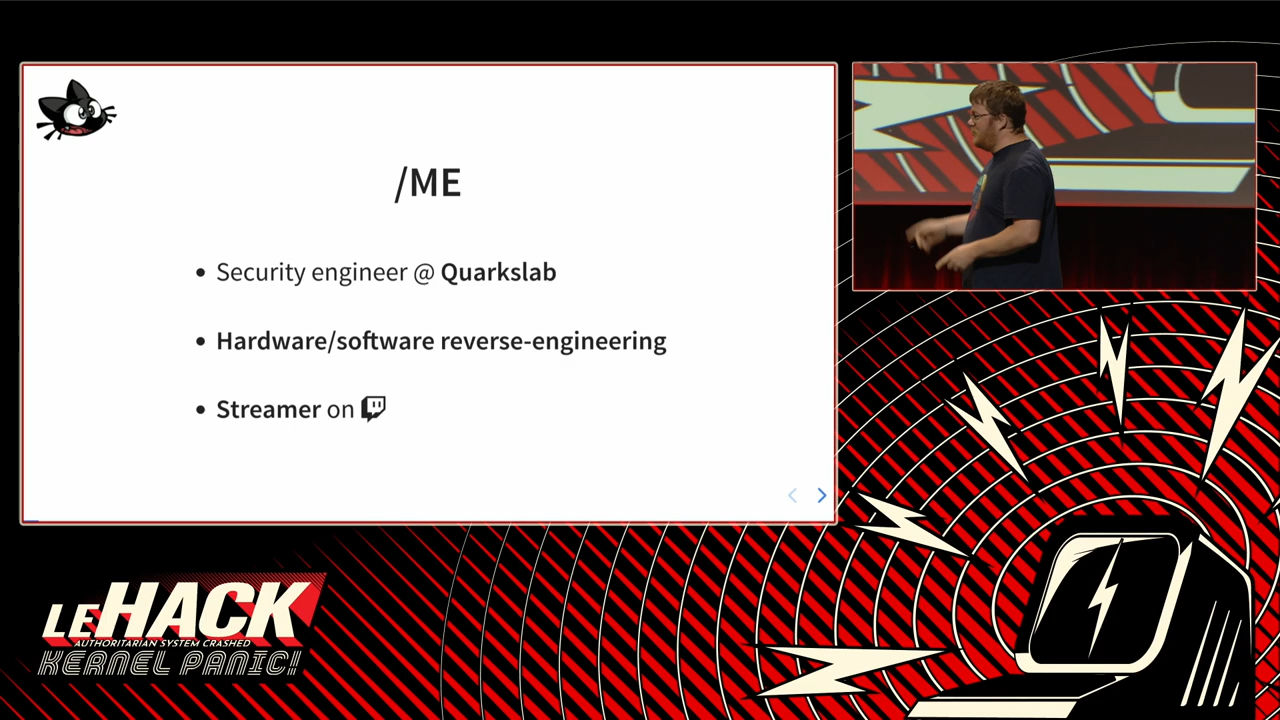 /ME
Security engineer @ Quarkslab
Hardware/software reverse-engineering
Streamer on
LEHACK
AUTHORITARIAN SYSTEM CRASHED
KERNEL PANIC!